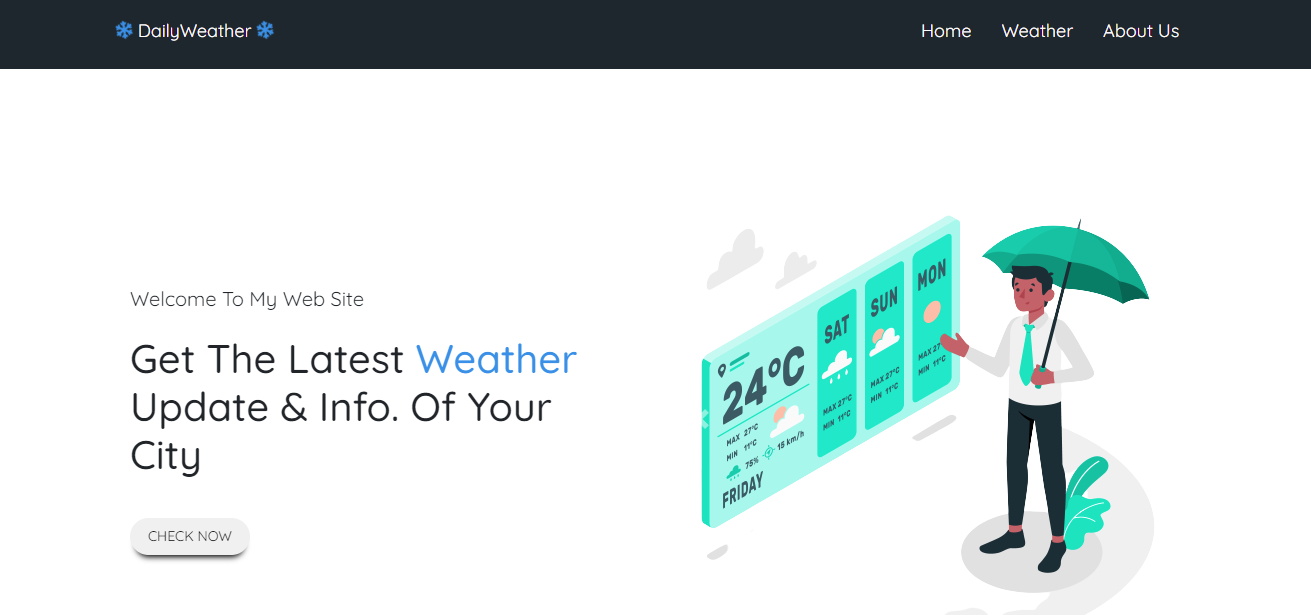 ❄ DailyWeather ❄
Home Weather About Us
Welcome To My Web Site
Get The Latest Weather
Update & Info. Of Your
City
CHECK NOW
24°C
MAX 27°C
MIN 11°C
75%
15 km/h
FRIDAY
SAT
MAX 27°C
MIN 11°C
SUN
MAX 27°C
MIN 11°C
MON
MAX 27
MIN 11°C